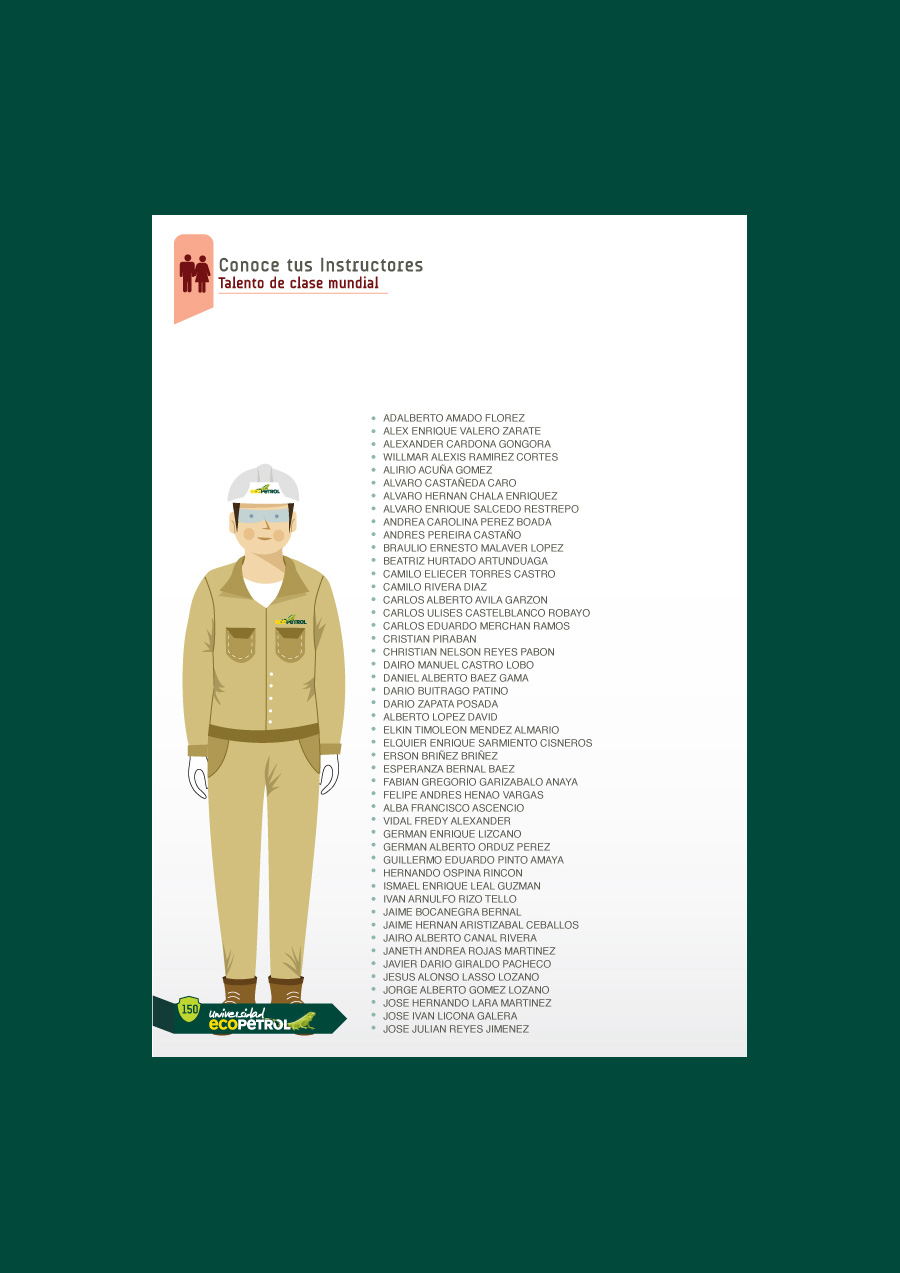 Conoce tus Instructores
Talento de clase mundial
ADALBERTO AMADO FLOREZ
ALEX ENRIQUE VALERO ZARATE
ALEXANDER CARDONA GONGORA
WILLMAR ALEXIS RAMIREZ CORTES
ALIRIO ACUÑA GOMEZ
ALVARO CASTAÑEDA CARO
ALVARO HERNAN CHALA ENRIQUEZ
ALVARO ENRIQUE SALCEDO RESTREPO
ANDREA CAROLINA PEREZ BOADA
ANDRES PEREIRA CASTAÑO
BRAULIO ERNESTO MALAVER LOPEZ
BEATRIZ HURTADO ARTUNDUAGA
CAMILO ELIECER TORRES CASTRO
CAMILO RIVERA DIAZ
CARLOS ALBERTO AVILA GARZON
CARLOS ULISES CASTELBLANCO ROBAYO
CARLOS EDUARDO MERCHAN RAMOS
CRISTIAN PIRABAN
CHRISTIAN NELSON REYES PABON
DAIRO MANUEL CASTRO LOBO
DANIEL ALBERTO BAEZ GAMA
DARIO BUITRAGO PATINO
DARIO ZAPATA POSADA
ALBERTO LOPEZ DAVID
ELKIN TIMOLEON MENDEZ ALMARIO
ELQUIER ENRIQUE SARMIENTO CISNEROS
ERSON BRIÑEZ BRIÑEZ
ESPERANZA BERNAL BAEZ
FABIAN GREGORIO GARIZABALO ANAYA
FELIPE ANDRES HENAO VARGAS
ALBA FRANCISCO ASCENCIO
VIDAL FREDY ALEXANDER
GERMAN ENRIQUE LIZCANO
GERMAN ALBERTO ORDUZ PEREZ
GUILLERMO EDUARDO PINTO AMAYA
HERNANDO OSPINA RINCON
ISMAEL ENRIQUE LEAL GUZMAN
IVAN ARNULFO RIZO TELLO
JAIME BOCANEGRA BERNAL
JAIME HERNAN ARISTIZABAL CEBALLOS
JAIRO ALBERTO CANAL RIVERA
JANETH ANDREA ROJAS MARTINEZ
JAVIER DARIO GIRALDO PACHECO
JESUS ALONSO LASSO LOZANO
JORGE ALBERTO GOMEZ LOZANO
JOSE HERNANDO LARA MARTINEZ
JOSE IVAN LICONA GALERA
JOSE JULIAN REYES JIMENEZ
ECOPETROL
ECOPETROL
150
universidad
ECOPETROL